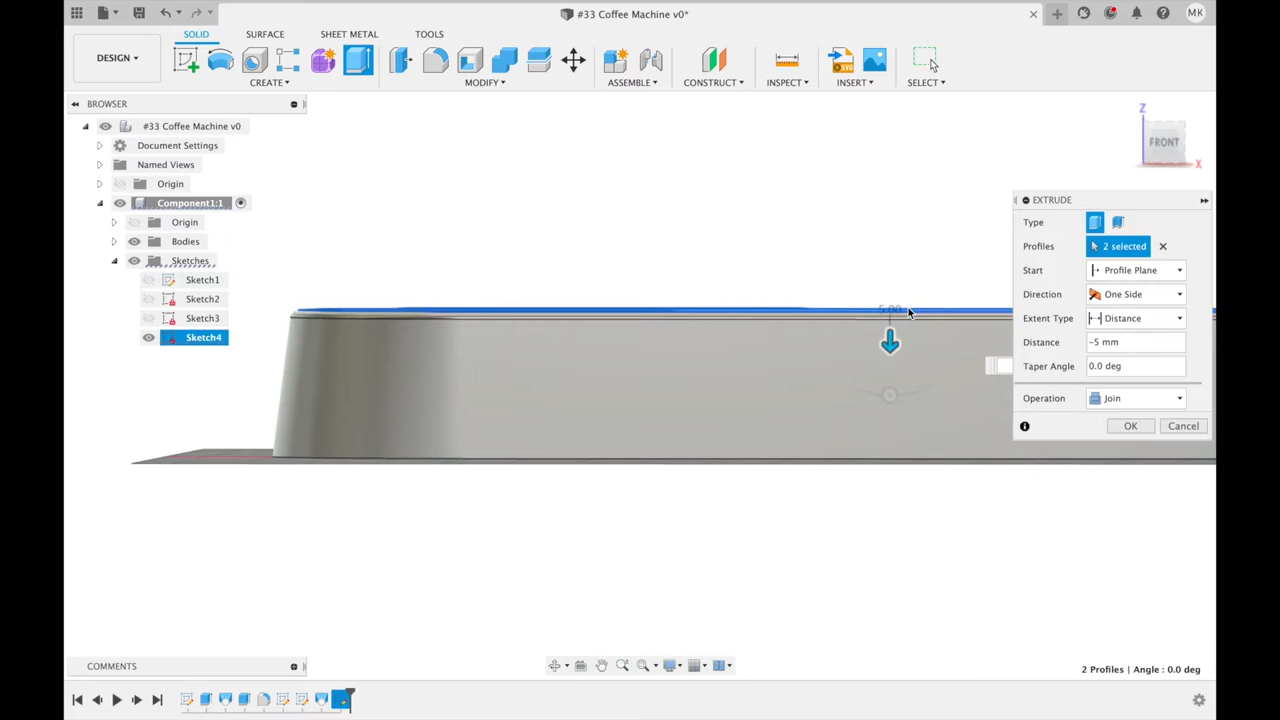 #33 Coffee Machine v0*
MK
DESIGN
SOLID
SURFACE
SHEET METAL
TOOLS
CREATE
MODIFY
ASSEMBLE
CONSTRUCT
INSPECT
INSERT
SELECT
SVG
BROWSER
#33 Coffee Machine v0
Document Settings
Named Views
Origin
Component1:1
Origin
Bodies
Sketches
Sketch1
Sketch2
Sketch3
Sketch4
Z
FRONT
X
5.00
EXTRUDE
Type
Profiles 2 selected
Start Profile Plane
Direction One Side
Extent Type Distance
Distance -5 mm
Taper Angle 0.0 deg
Operation Join
OK Cancel
COMMENTS
2 Profiles | Angle : 0.0 deg